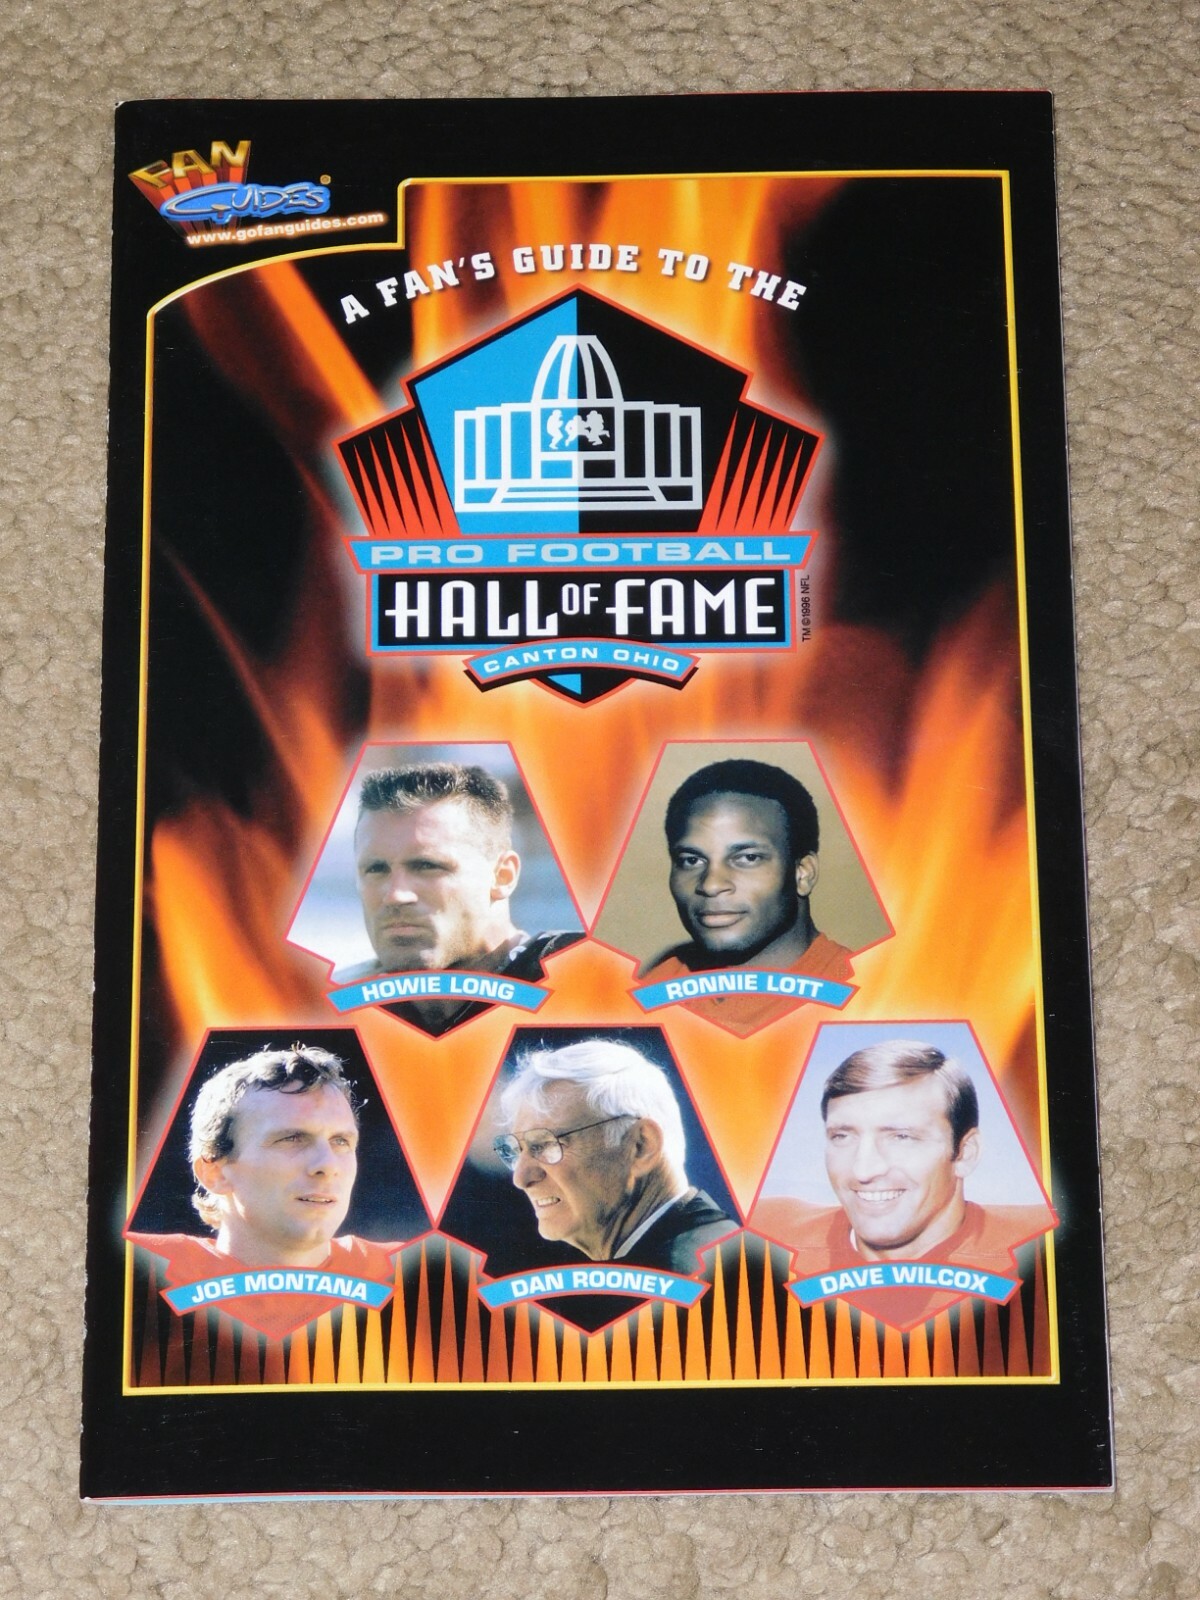 FAN
GUIDES®
www.gofanguides.com
A FAN'S GUIDE TO THE
PRO FOOTBALL
HALL OF FAME
CANTON OHIO
TM ©1996 NFL
HOWIE LONG
RONNIE LOTT
JOE MONTANA
DAN ROONEY
DAVE WILCOX